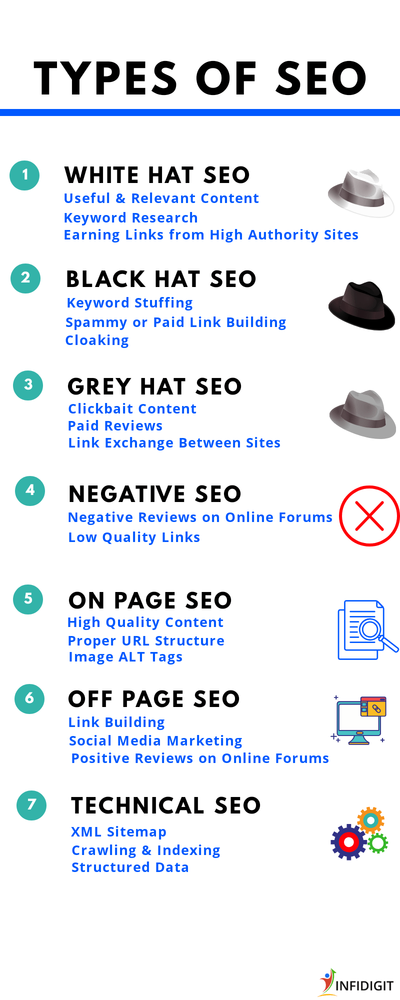 TYPES OF SEO
1
WHITE HAT SEO
Useful & Relevant Content
Keyword Research
Earning Links from High Authority Sites
2
BLACK HAT SEO
Keyword Stuffing
Spammy or Paid Link Building
Cloaking
3
GREY HAT SEO
Clickbait Content
Paid Reviews
Link Exchange Between Sites
4
NEGATIVE SEO
Negative Reviews on Online Forums
Low Quality Links
5
ON PAGE SEO
High Quality Content
Proper URL Structure
Image ALT Tags
6
OFF PAGE SEO
Link Building
Social Media Marketing
Positive Reviews on Online Forums
7
TECHNICAL SEO
XML Sitemap
Crawling & Indexing
Structured Data
INFIDIGIT